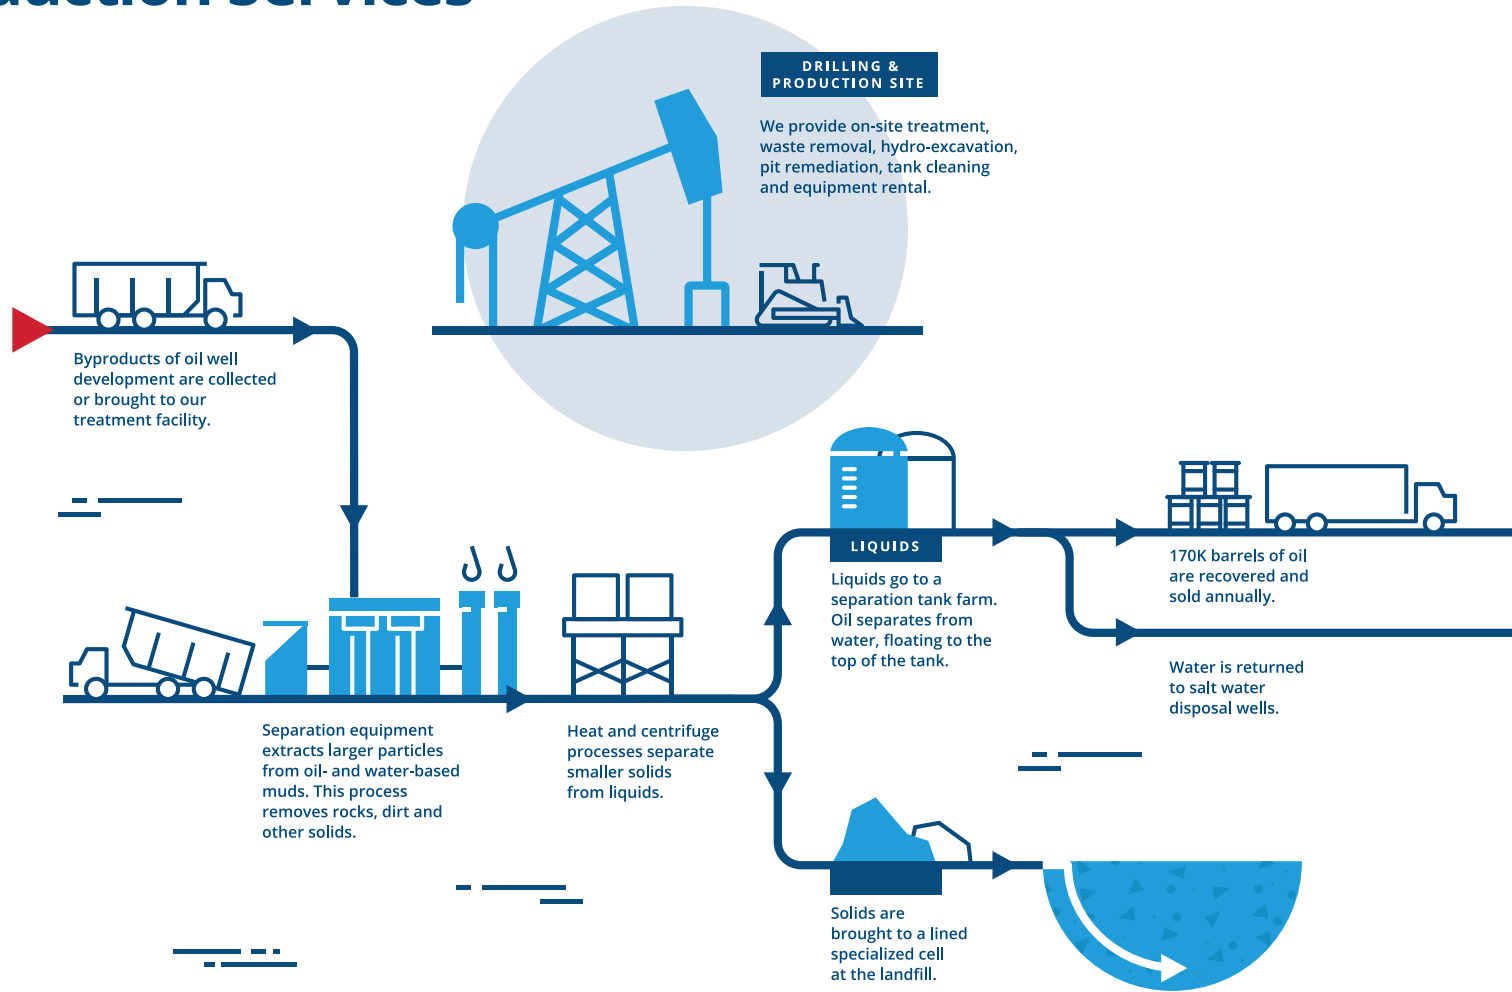 Services
DRILLING &
PRODUCTION SITE
We provide on-site treatment,
waste removal, hydro-excavation,
pit remediation, tank cleaning
and equipment rental.
Byproducts of oil well
development are collected
or brought to our
treatment facility.
Separation equipment
extracts larger particles
from oil- and water-based
muds. This process
removes rocks, dirt and
other solids.
Heat and centrifuge
processes separate
smaller solids
from liquids.
LIQUIDS
Liquids go to a
separation tank farm.
Oil separates from
water, floating to the
top of the tank.
170K barrels of oil
are recovered and
sold annually.
Water is returned
to salt water
disposal wells.
Solids are
brought to a lined
specialized cell
at the landfill.